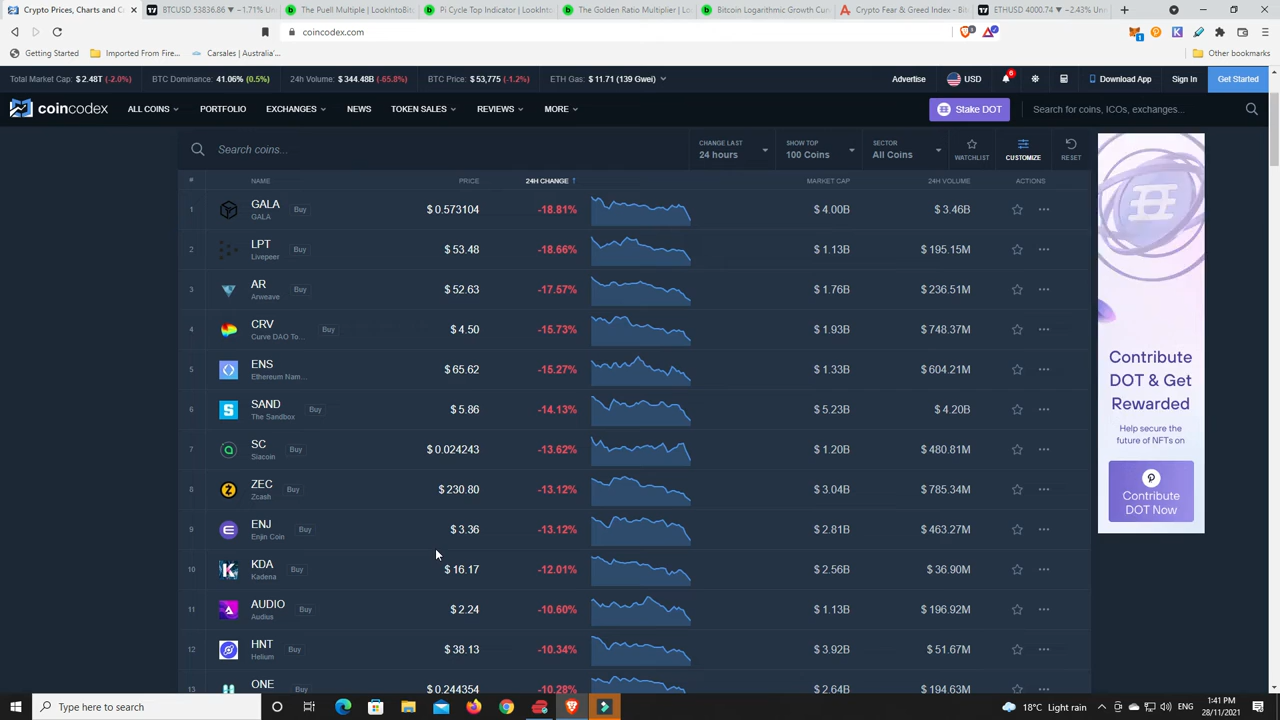 Crypto Prices, Charts and C
BTCUSD 53836.86 ▼ −1.71% Un
The Puell Multiple | LookIntoBit
Pi Cycle Top Indicator | LookInto
The Golden Ratio Multiplier | Lo
Bitcoin Logarithmic Growth Cur
Crypto Fear & Greed Index - Bit
ETHUSD 4000.74 ▼ −2.43% Un
coincodex.com
Getting Started
Imported From Fire...
Carsales | Australia'...
Other bookmarks
Total Market Cap: $ 2.48T (-2.0%)
BTC Dominance: 41.06% (0.5%)
24h Volume: $ 344.48B (-65.8%)
BTC Price: $ 53,775 (-1.2%)
ETH Gas: $ 11.71 (139 Gwei)
Advertise
USD
6
Download App
Sign In
Get Started
coincodex
ALL COINS
PORTFOLIO
EXCHANGES
NEWS
TOKEN SALES
REVIEWS
MORE
Stake DOT
Search for coins, ICOs, exchanges...
Search coins...
CHANGE LAST
24 hours
SHOW TOP
100 Coins
SECTOR
All Coins
WATCHLIST
CUSTOMIZE
RESET
# NAME PRICE 24H CHANGE ↑ MARKET CAP 24H VOLUME ACTIONS
1 GALA Buy $ 0.573104 -18.81% $ 4.00B $ 3.46B
GALA
2 LPT Buy $ 53.48 -18.66% $ 1.13B $ 195.15M
Livepeer
3 AR Buy $ 52.63 -17.57% $ 1.76B $ 236.51M
Arweave
4 CRV Buy $ 4.50 -15.73% $ 1.93B $ 748.37M
Curve DAO To...
5 ENS $ 65.62 -15.27% $ 1.33B $ 604.21M
Ethereum Nam...
6 SAND Buy $ 5.86 -14.13% $ 5.23B $ 4.20B
The Sandbox
7 SC Buy $ 0.024243 -13.62% $ 1.20B $ 480.81M
Siacoin
8 ZEC Buy $ 230.80 -13.12% $ 3.04B $ 785.34M
Zcash
9 ENJ Buy $ 3.36 -13.12% $ 2.81B $ 463.27M
Enjin Coin
10 KDA Buy $ 16.17 -12.01% $ 2.56B $ 36.90M
Kadena
11 AUDIO Buy $ 2.24 -10.60% $ 1.13B $ 196.92M
Audius
12 HNT Buy $ 38.13 -10.34% $ 3.92B $ 51.67M
Helium
13 ONE Buy $ 0.244354 -10.28% $ 2.64B $ 194.63M
Contribute
DOT & Get
Rewarded
Help secure the
future of NFTs on
Contribute
DOT Now
Type here to search
18°C Light rain
ENG
1:41 PM
28/11/2021